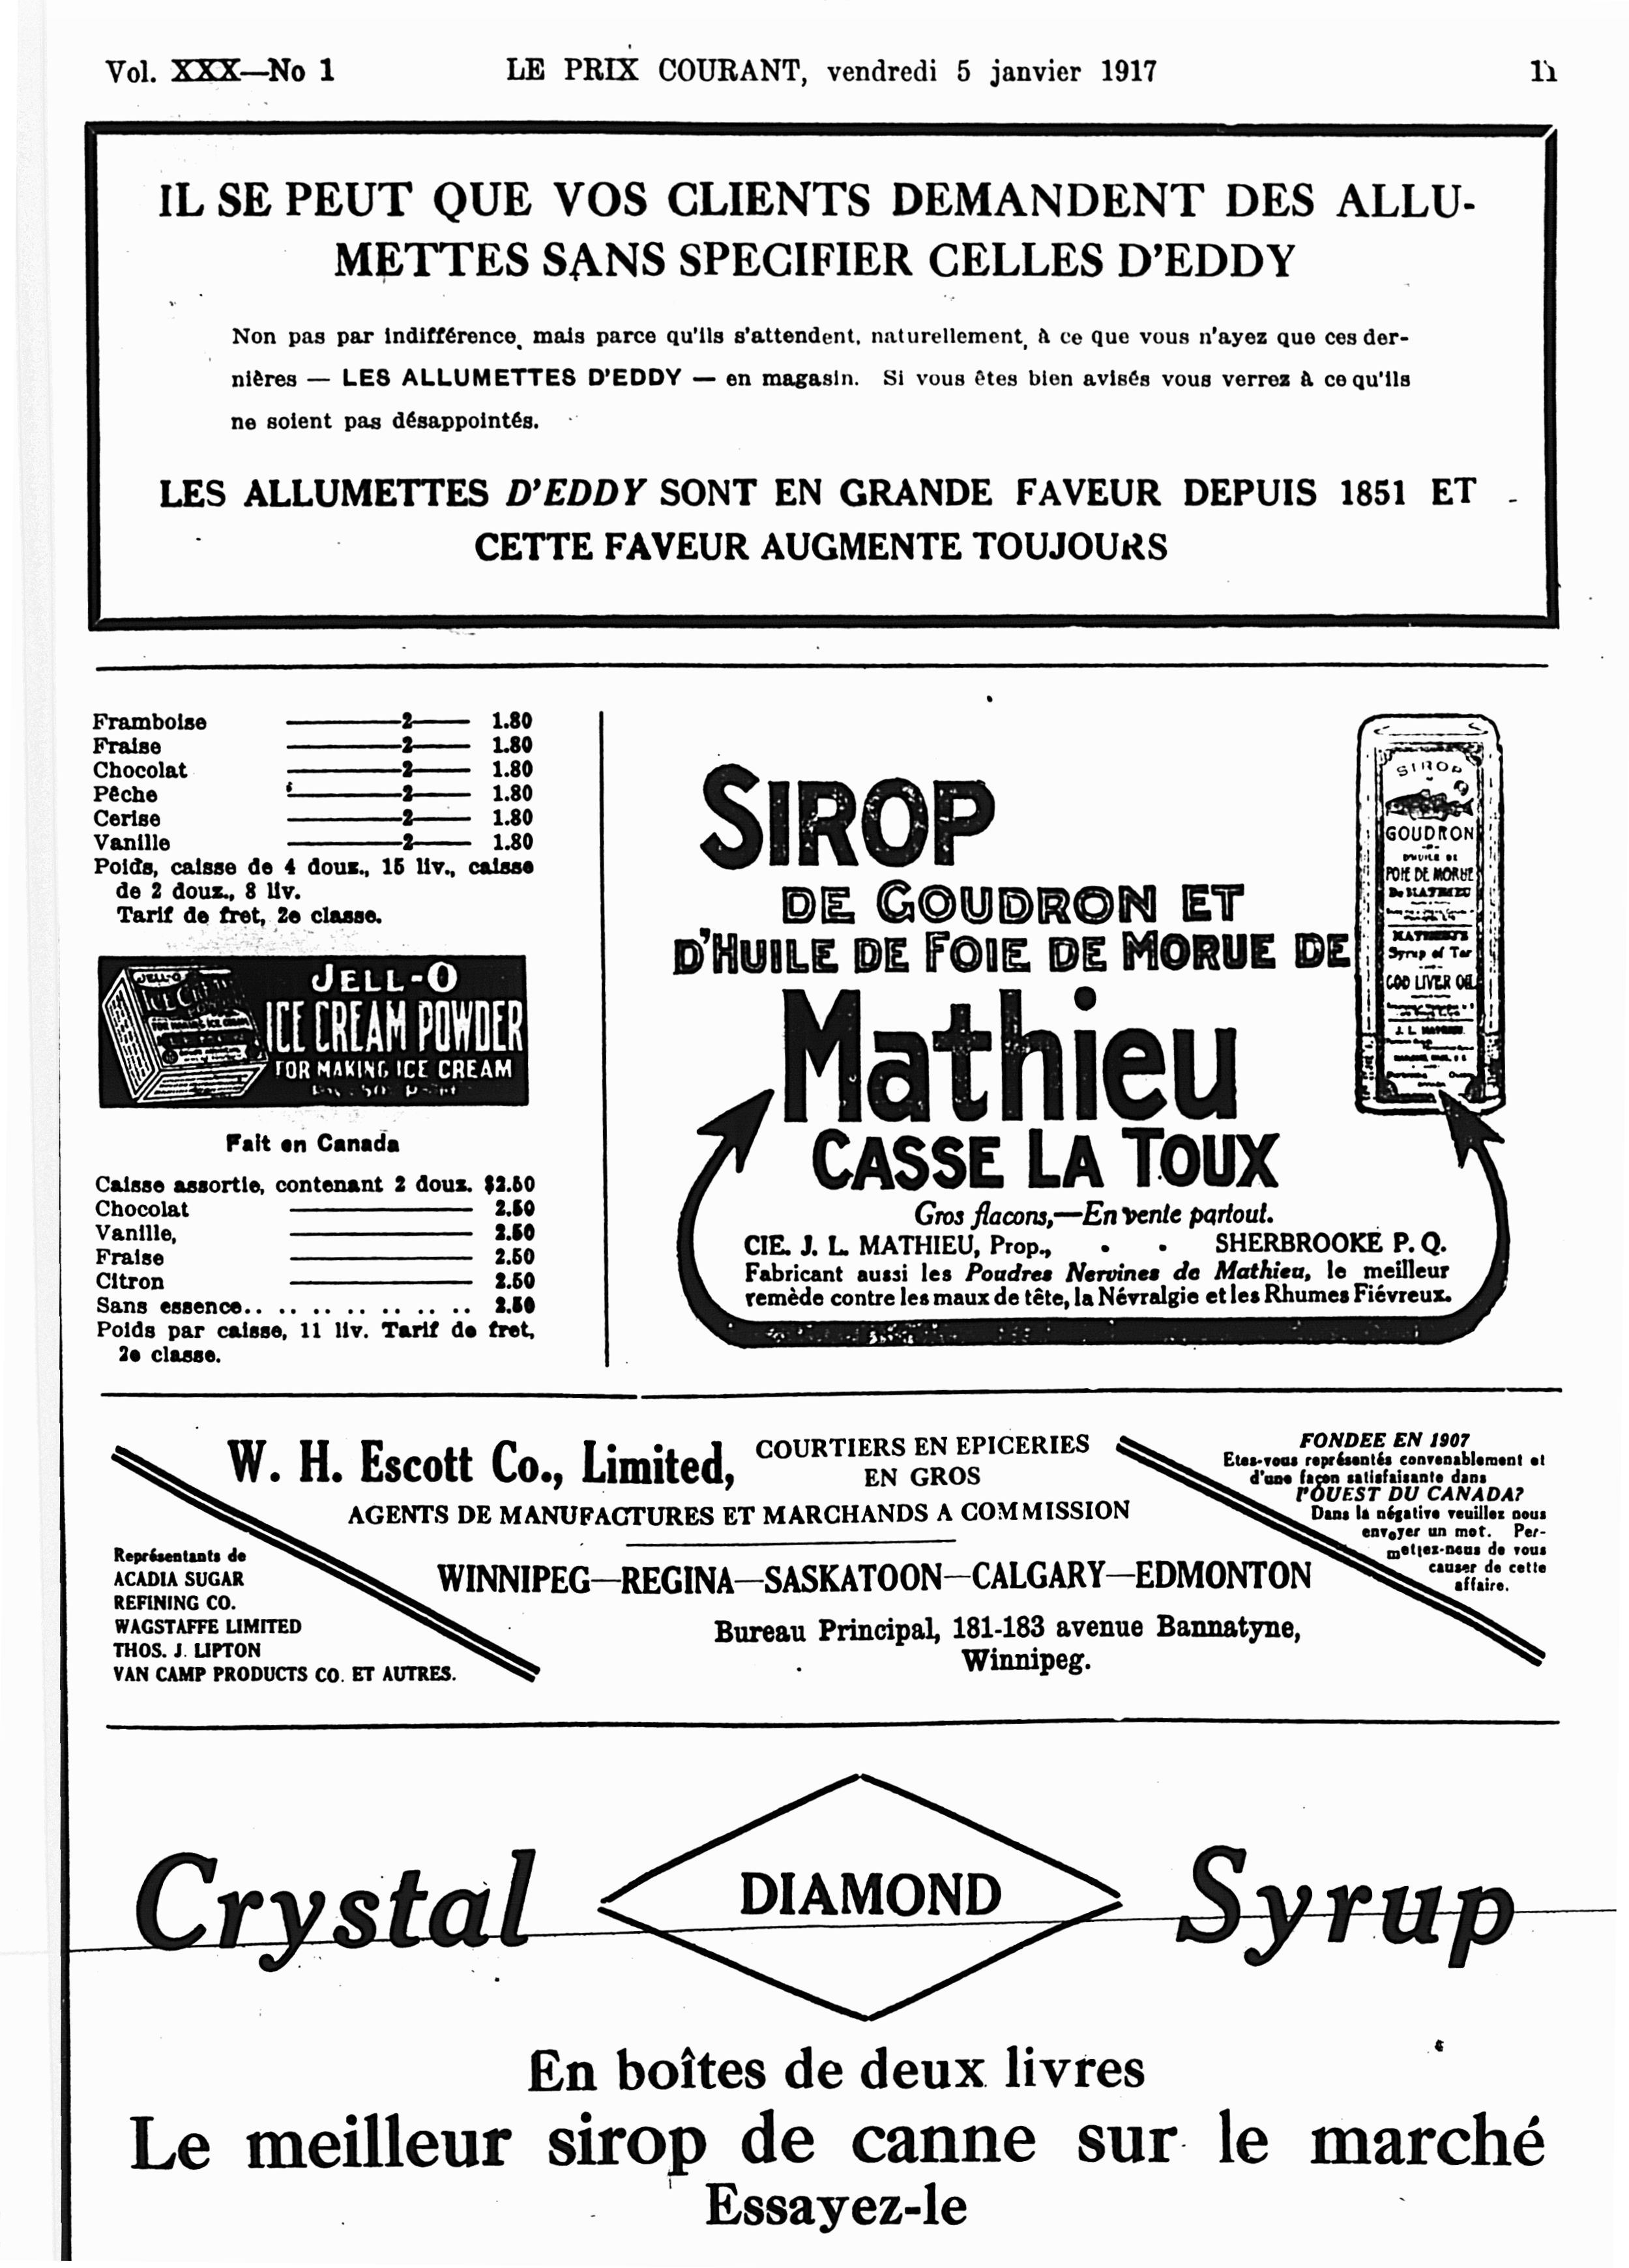 Vol. XXX—No 1 LE PRIX COURANT, vendredi 5 janvier 1917 11
IL SE PEUT QUE VOS CLIENTS DEMANDENT DES ALLU-
METTES SANS SPECIFIER CELLES D'EDDY
Non pas par indifférence, mais parce qu'ils s'attendent, naturellement, à ce que vous n'ayez que ces der-
nières — LES ALLUMETTES D'EDDY — en magasin. Si vous êtes bien avisés vous verrez à ce qu'ils
ne soient pas désappointés.
LES ALLUMETTES D'EDDY SONT EN GRANDE FAVEUR DEPUIS 1851 ET
CETTE FAVEUR AUGMENTE TOUJOURS
Framboise 2 1.80
Fraise 2 1.80
Chocolat 2 1.80
Pêche 2 1.80
Cerise 2 1.80
Vanille 2 1.80
Poids, caisse de 4 douz., 15 liv., caisse
de 2 douz., 8 liv.
Tarif de fret, 2e classe.
JELL-O
ICE CREAM POWDER
FOR MAKING ICE CREAM
Fait en Canada
Caisse assortie, contenant 2 douz. $2.50
Chocolat 2.50
Vanille, 2.50
Fraise 2.50
Citron 2.50
Sans essence.. .. .. .. .. .. .. .. 2.50
Poids par caisse, 11 liv. Tarif de fret,
2e classe.
SIROP
DE GOUDRON ET
D'HUILE DE FOIE DE MORUE DE
Mathieu
CASSE LA TOUX
Gros flacons,—En vente partout.
CIE. J. L. MATHIEU, Prop., - - SHERBROOKE P. Q.
Fabricant aussi les Poudres Nervines de Mathieu, le meilleur
remède contre les maux de tête, la Névralgie et les Rhumes Fiévreux.
SIROP
GOUDRON
D'HUILE DE
FOIE DE MORUE
De MATHIEU
MATHIEU'S
Syrup of Tar
COD LIVER OIL
J. L. MATHIEU
W. H. Escott Co., Limited,
COURTIERS EN EPICERIES
EN GROS
AGENTS DE MANUFACTURES ET MARCHANDS A COMMISSION
WINNIPEG—REGINA—SASKATOON—CALGARY—EDMONTON
Bureau Principal, 181-183 avenue Bannatyne,
Winnipeg.
Représentants de
ACADIA SUGAR
REFINING CO.
WAGSTAFFE LIMITED
THOS. J. LIPTON
VAN CAMP PRODUCTS CO. ET AUTRES.
FONDEE EN 1907
Etes-vous représentés convenablement et
d'une façon satisfaisante dans
l'OUEST DU CANADA?
Dans la négative veuillez nous
envoyer un mot. Per-
mettez-nous de vous
causer de cette
affaire.
Crystal DIAMOND Syrup
En boîtes de deux livres
Le meilleur sirop de canne sur le marché
Essayez-le